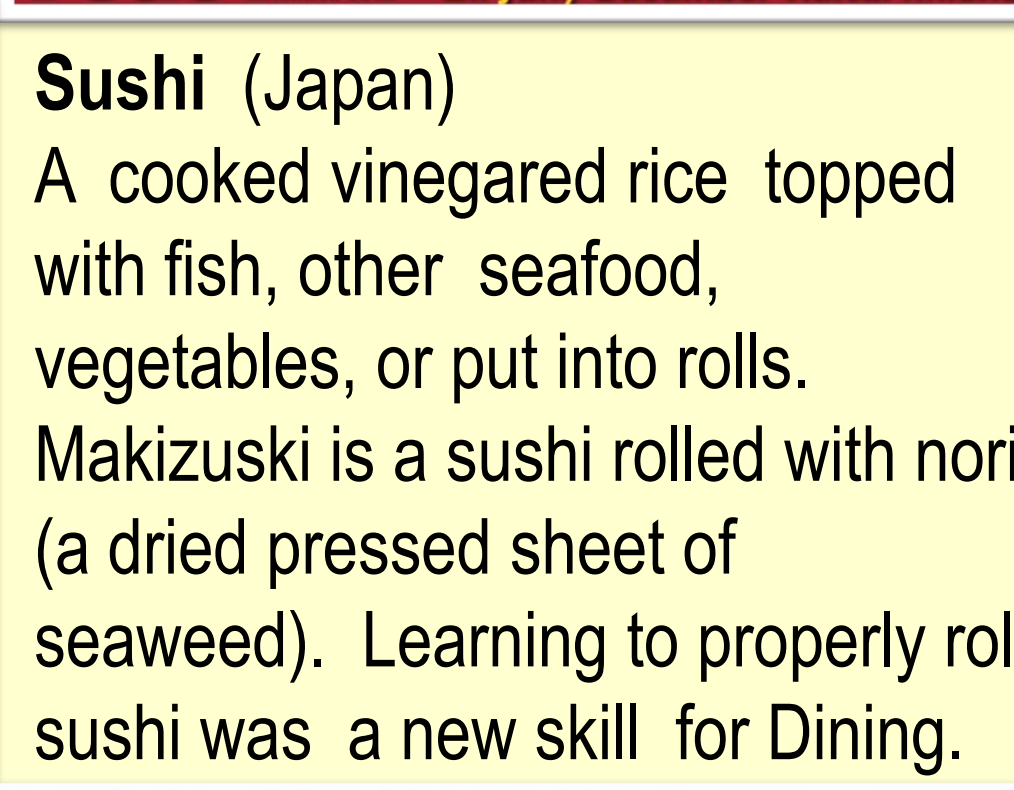 Sushi (Japan)
A cooked vinegared rice topped
with fish, other seafood,
vegetables, or put into rolls.
Makizuski is a sushi rolled with nori
(a dried pressed sheet of
seaweed). Learning to properly rol
sushi was a new skill for Dining.